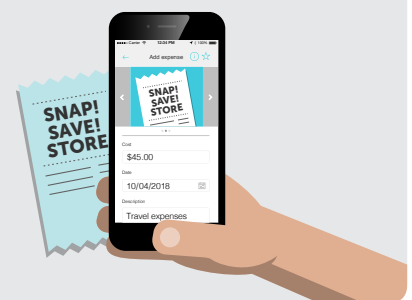 Carrier 12:34 PM 100%
Add expense
SNAP!
SAVE!
STORE
SNAP!
SAVE!
STORE
Cost
$45.00
Date
10/04/2018
Description
Travel expenses